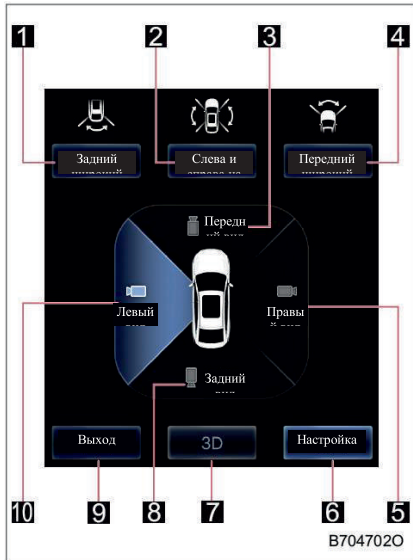 1 2 3 4
Задний
Слева и
Передний
Передн
Левый
Правы
Задний
Выход
3D
Настройка
10 9 8 7 6 5
B704702O